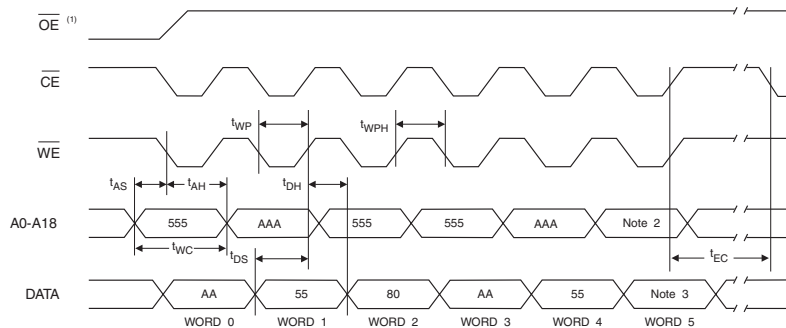 OE (1)
CE
tWP
tWPH
WE
tAS
tAH
tDH
A0-A18
555
AAA
555
555
AAA
Note 2
tWC
tDS
tEC
DATA
AA
55
80
AA
55
Note 3
WORD 0
WORD 1
WORD 2
WORD 3
WORD 4
WORD 5